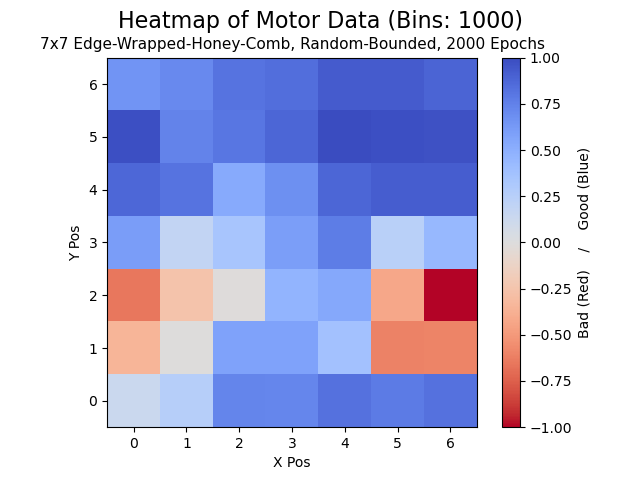 Heatmap of Motor Data (Bins: 1000)
7x7 Edge-Wrapped-Honey-Comb, Random-Bounded, 2000 Epochs
6
5
4
3
2
1
0
Y Pos
0 1 2 3 4 5 6
X Pos
1.00
0.75
0.50
0.25
0.00
−0.25
−0.50
−0.75
−1.00
Bad (Red) / Good (Blue)